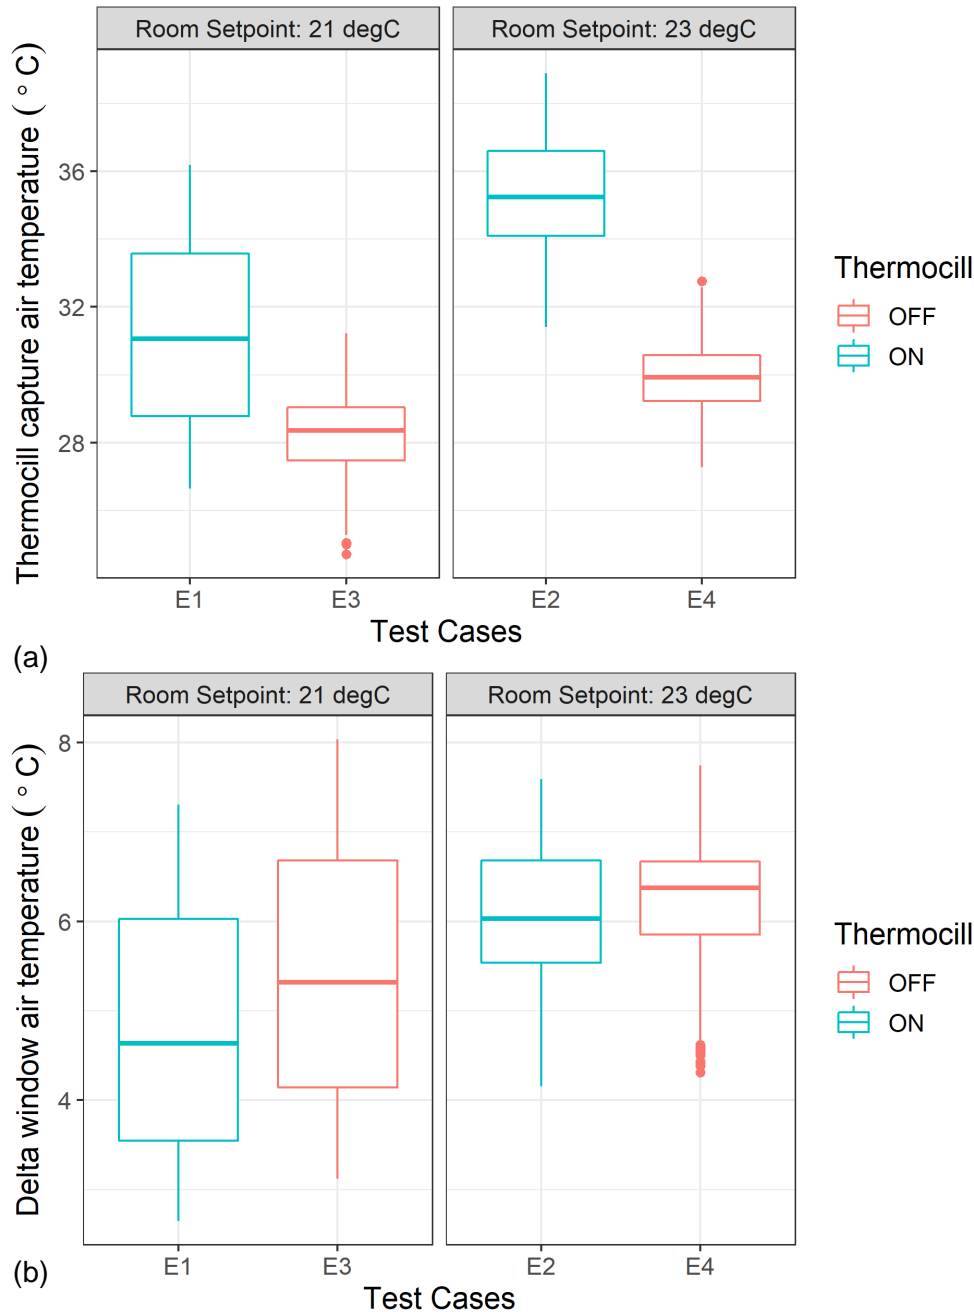 Room Setpoint: 21 degC
Room Setpoint: 23 degC
Thermocill capture air temperature (°C)
36
32
28
E1
E3
E2
E4
Test Cases
Thermocill
OFF
ON
(a)
Room Setpoint: 21 degC
Room Setpoint: 23 degC
Delta window air temperature (°C)
8
6
4
E1
E3
E2
E4
Test Cases
Thermocill
OFF
ON
(b)